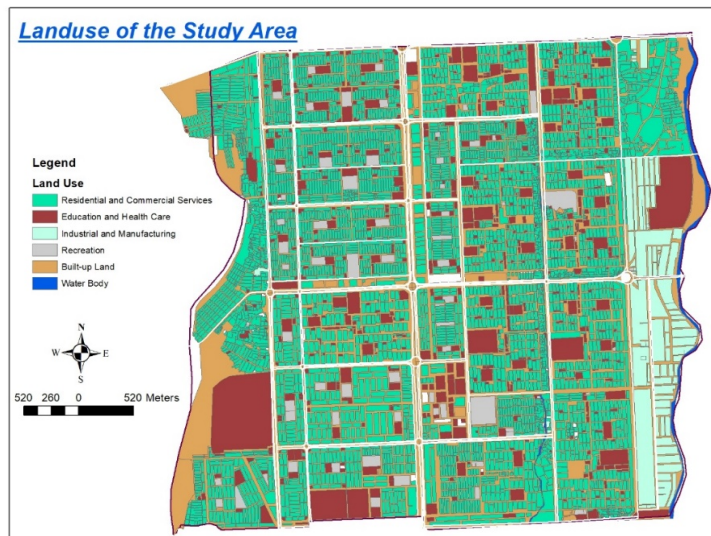 Landuse of the Study Area
Legend
Land Use
Residential and Commercial Services
Education and Health Care
Industrial and Manufacturing
Recreation
Built-up Land
Water Body
N
W E
S
520 260 0 520 Meters